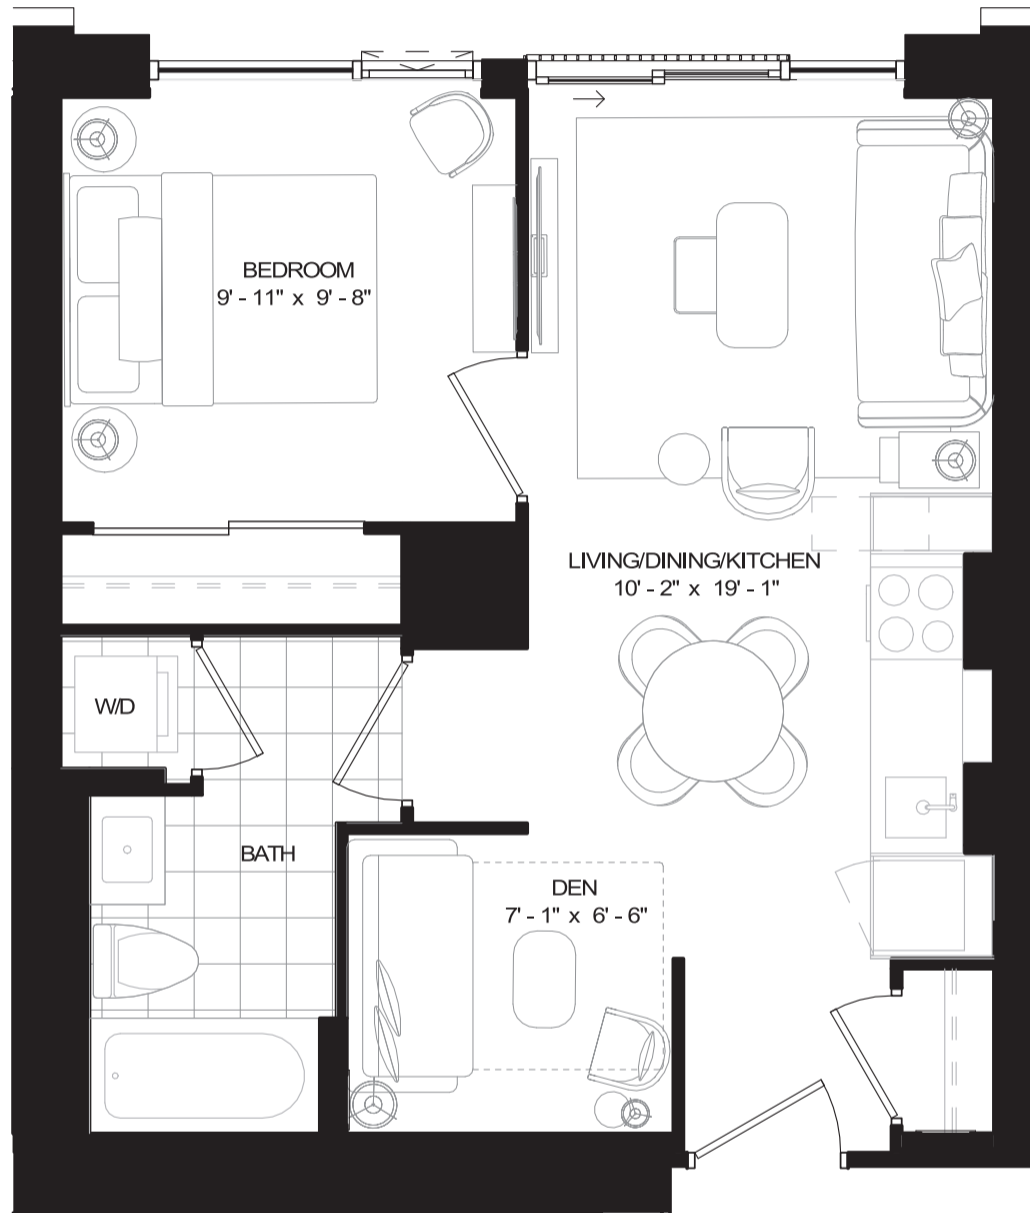 BEDROOM
9' - 11" x 9' - 8"
LIVING/DINING/KITCHEN
10' - 2" x 19' - 1"
W/D
BATH
DEN
7' - 1" x 6' - 6"